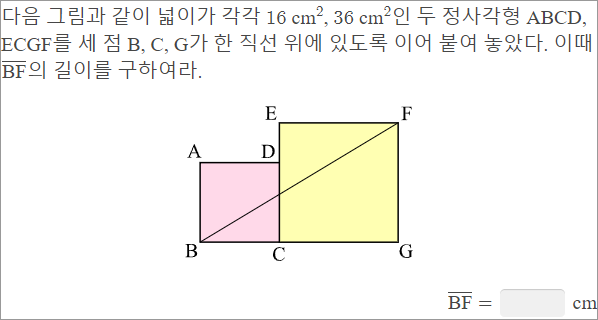 다음 그림과 같이 넓이가 각각 16 cm², 36 cm²인 두 정사각형 ABCD,
ECGF를 세 점 B, C, G가 한 직선 위에 있도록 이어 붙여 놓았다. 이때
B̅F̅의 길이를 구하여라.
E F
A D
B C G
B̅F̅ = cm